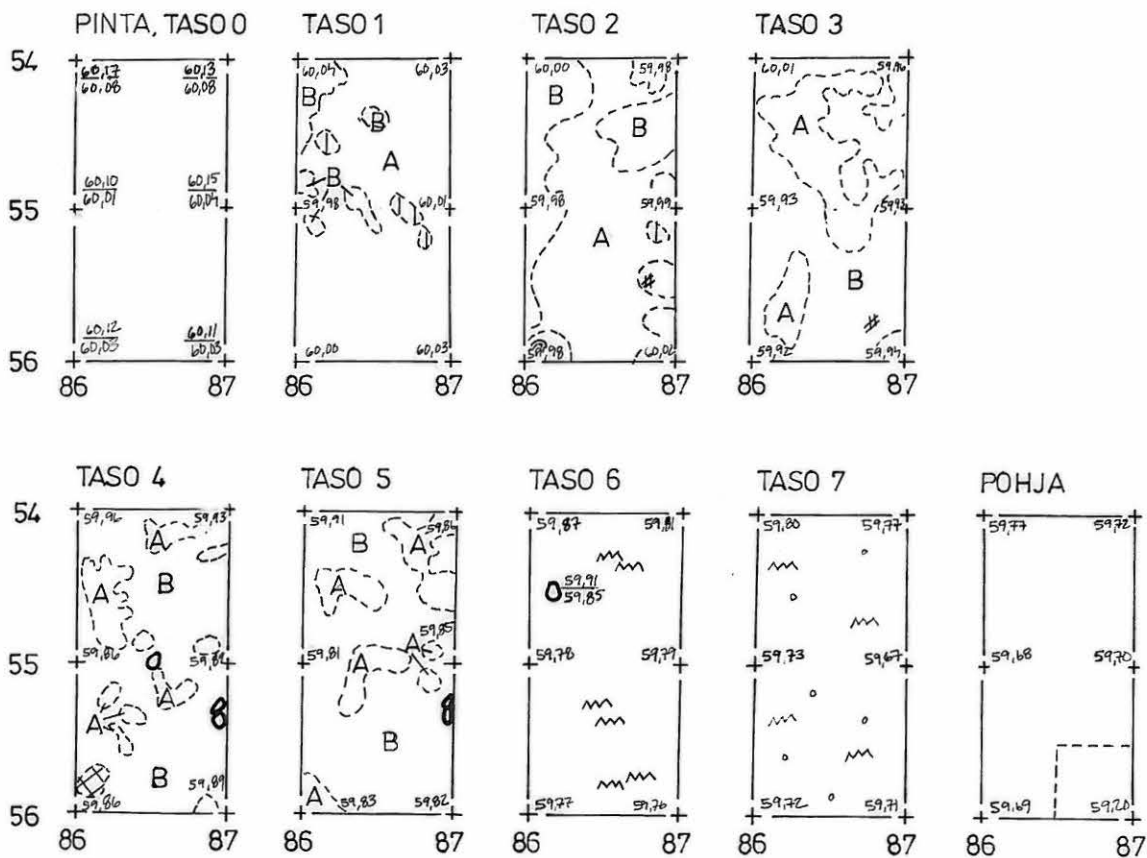 PINTA, TASO 0 TASO 1 TASO 2 TASO 3
54
60,17 60,13 60,04 60,03 60,00 59,98 60,01 59,96
60,08 60,08
B B B
B A B A
60,10 60,15 B
60,01 60,04
55 59,98 60,01 59,98 59,99 59,93 59,93
A B
# A #
60,12 60,11
60,03 60,03
60,00 60,03 59,98 59,92 59,94
56
86 87 86 87 86 87 86 87
TASO 4 TASO 5 TASO 6 TASO 7 POHJA
54
59,96 59,93 59,91 59,87 59,81 59,80 59,77 59,77 59,72
A B A
A B A 59,91
59,85
59,85
A
55 59,86 59,82 59,81 A 59,78 59,79 59,73 59,67 59,68 59,70
A
A B
B
59,89 A
59,86 59,83 59,82 59,77 59,76 59,72 59,71 59,69 59,20
56
86 87 86 87 86 87 86 87 86 87